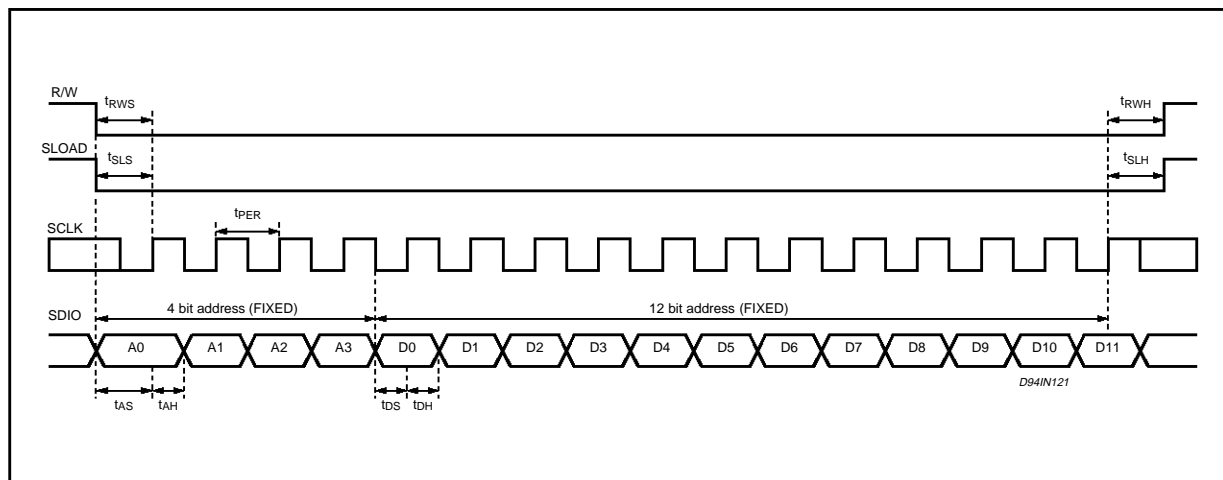 R/W
tRWS
tRWH
SLOAD
tSLS
tSLH
SCLK
tPER
SDIO
4 bit address (FIXED)
12 bit address (FIXED)
A0 A1 A2 A3 D0 D1 D2 D3 D4 D5 D6 D7 D8 D9 D10 D11
D94IN121
tAS tAH tDS tDH